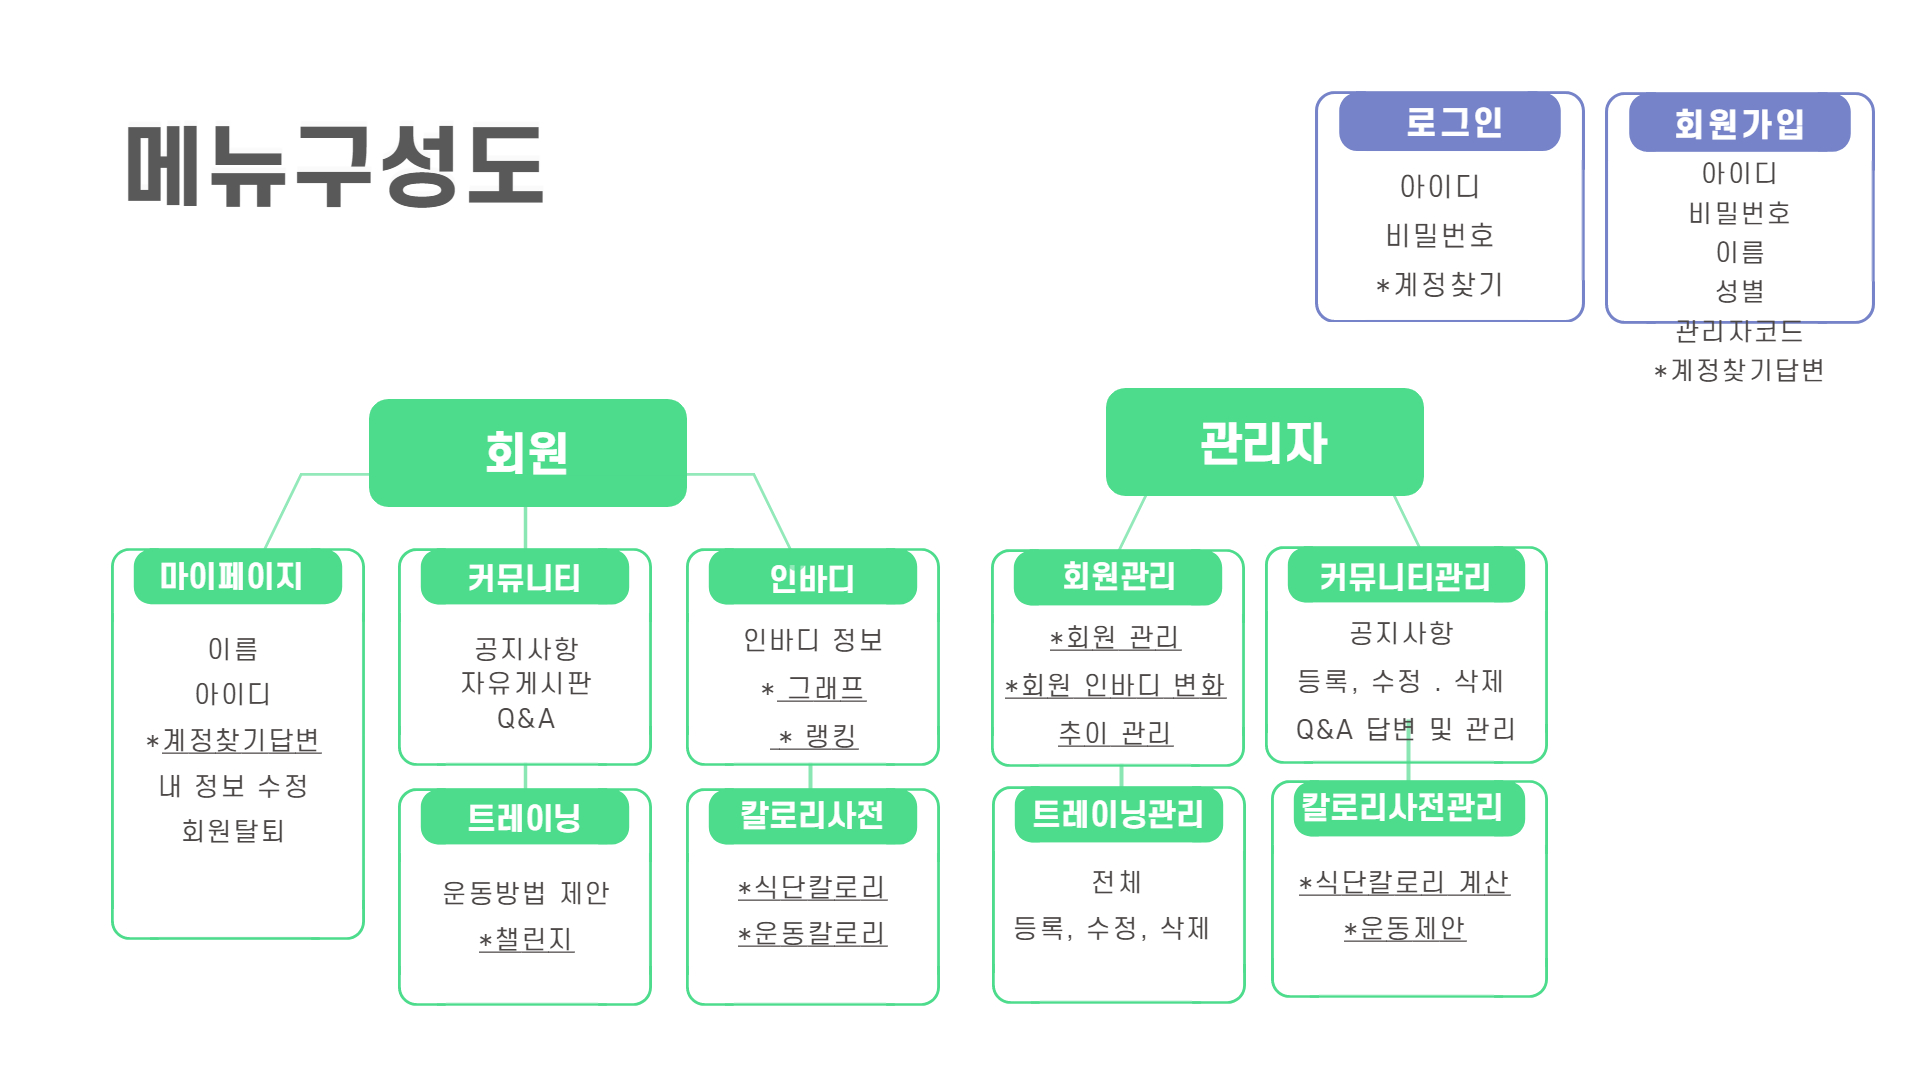 메뉴구성도
로그인
아이디
비밀번호
*계정찾기
회원가입
아이디
비밀번호
이름
성별
관리자코드
*계정찾기답변
회원
마이페이지
이름
아이디
*계정찾기답변
내 정보 수정
회원탈퇴
커뮤니티
공지사항
자유게시판
Q&A
인바디
인바디 정보
* 그래프
* 랭킹
트레이닝
운동방법 제안
*챌린지
칼로리사전
*식단칼로리
*운동칼로리
관리자
회원관리
*회원 관리
*회원 인바디 변화
추이 관리
커뮤니티관리
공지사항
등록, 수정 . 삭제
Q&A 답변 및 관리
트레이닝관리
전체
등록, 수정, 삭제
칼로리사전관리
*식단칼로리 계산
*운동제안